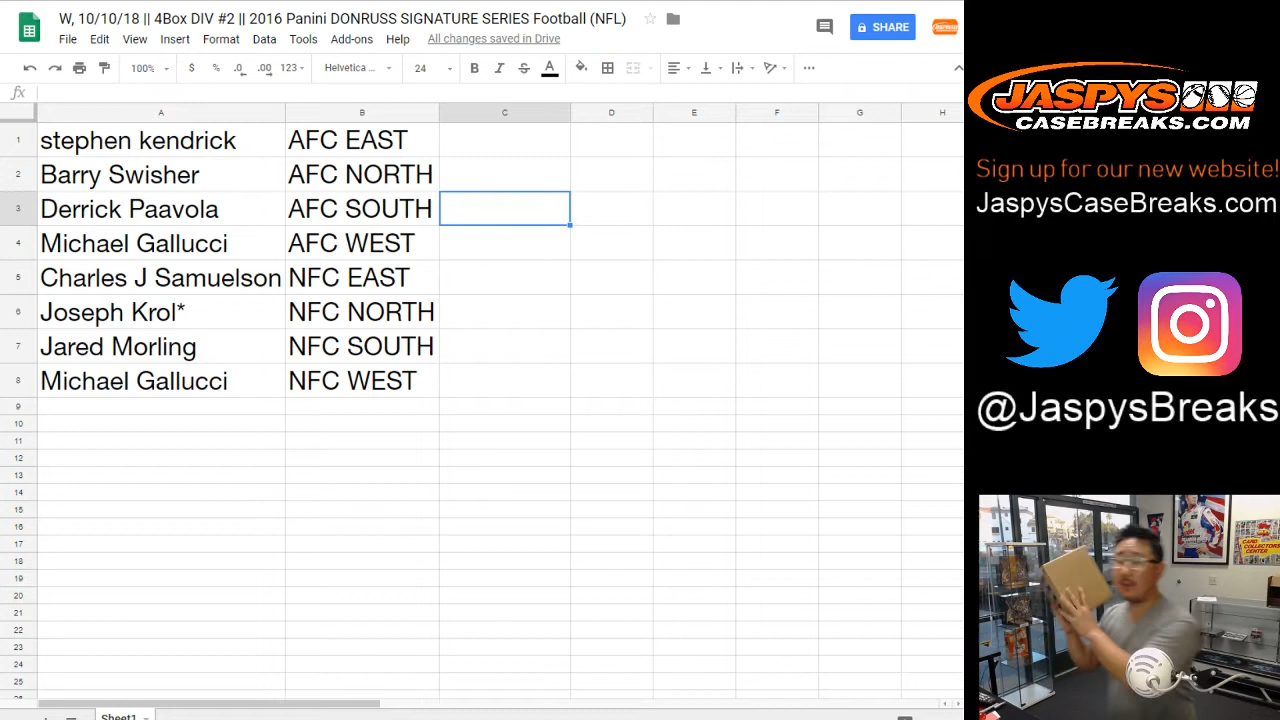 W, 10/10/18 || 4Box DIV #2 || 2016 Panini DONRUSS SIGNATURE SERIES Football (NFL)
File Edit View Insert Format Data Tools Add-ons Help All changes saved in Drive
SHARE
100% $ % .0 .00 123 Helvetica ... 24 B I S A
fx
A B C D E F G H
1 stephen kendrick AFC EAST
2 Barry Swisher AFC NORTH
3 Derrick Paavola AFC SOUTH
4 Michael Gallucci AFC WEST
5 Charles J Samuelson NFC EAST
6 Joseph Krol* NFC NORTH
7 Jared Morling NFC SOUTH
8 Michael Gallucci NFC WEST
9
10
11
12
13
14
15
16
17
18
19
20
21
22
23
24
25
Sheet1
JASPYS
CASEBREAKS.COM
Sign up for our new website!
JaspysCaseBreaks.com
@JaspysBreaks
CARD
COLLECTORS
CENTER